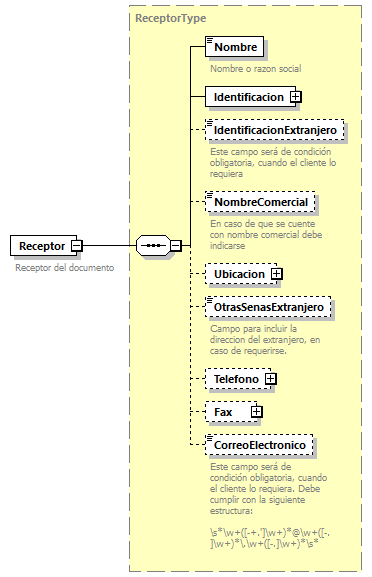 ReceptorType
Nombre
Nombre o razon social
Identificacion
IdentificacionExtranjero
Este campo será de condición
obligatoria, cuando el cliente lo
requiera
NombreComercial
En caso de que se cuente
con nombre comercial debe
indicarse
Receptor
Receptor del documento
Ubicacion
OtrasSenasExtranjero
Campo para incluir la
direccion del extranjero, en
caso de requerirse.
Telefono
Fax
CorreoElectronico
Este campo será de
condición obligatoria, cuando
el cliente lo requiera. Debe
cumplir con la siguiente
estructura:
\s*\w+([-+.']\w+)*@\w+([-.
]\w+)*\.\w+([-.]\w+)*\s*